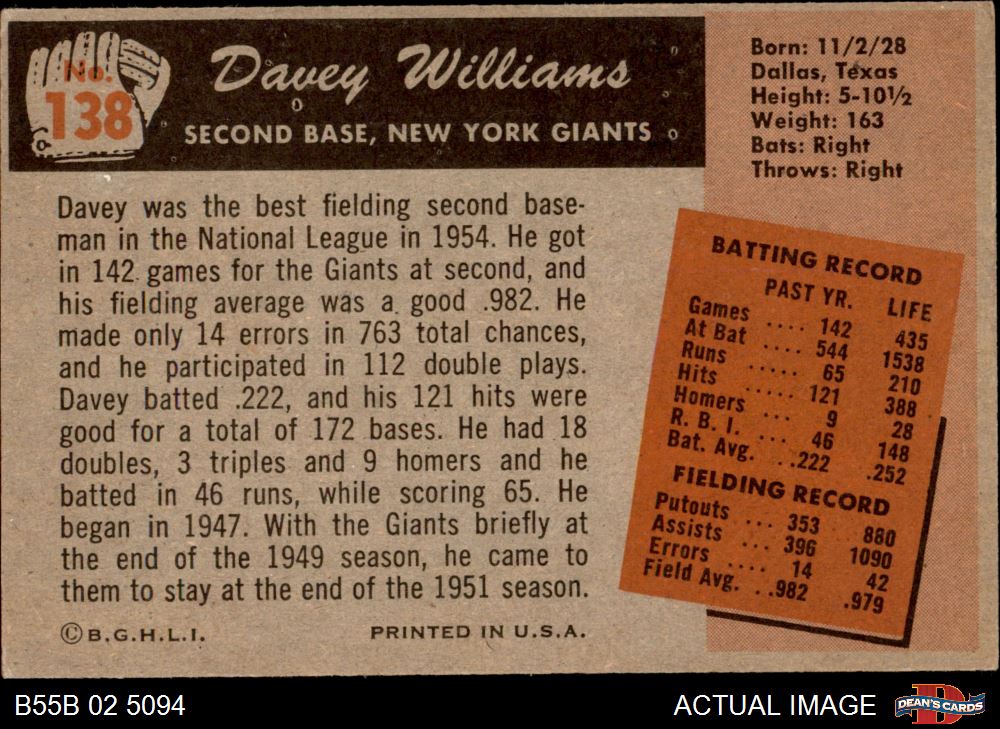 No.
138
Davey Williams
SECOND BASE, NEW YORK GIANTS
Born: 11/2/28
Dallas, Texas
Height: 5-10½
Weight: 163
Bats: Right
Throws: Right
Davey was the best fielding second base-
man in the National League in 1954. He got
in 142 games for the Giants at second, and
his fielding average was a good .982. He
made only 14 errors in 763 total chances,
and he participated in 112 double plays.
Davey batted .222, and his 121 hits were
good for a total of 172 bases. He had 18
doubles, 3 triples and 9 homers and he
batted in 46 runs, while scoring 65. He
began in 1947. With the Giants briefly at
the end of the 1949 season, he came to
them to stay at the end of the 1951 season.
BATTING RECORD
PAST YR. LIFE
Games .... 142 435
At Bat .... 544 1538
Runs ..... 65 210
Hits .... 121 388
Homers ... 9 28
R. B. I. ... 46 148
Bat. Avg. ..222 .252
FIELDING RECORD
Putouts ... 353 880
Assists ... 396 1090
Errors .... 14 42
Field Avg. ..982 .979
©B.G.H.L.I. PRINTED IN U.S.A.
B55B 02 5094 ACTUAL IMAGE DEAN'S CARDS